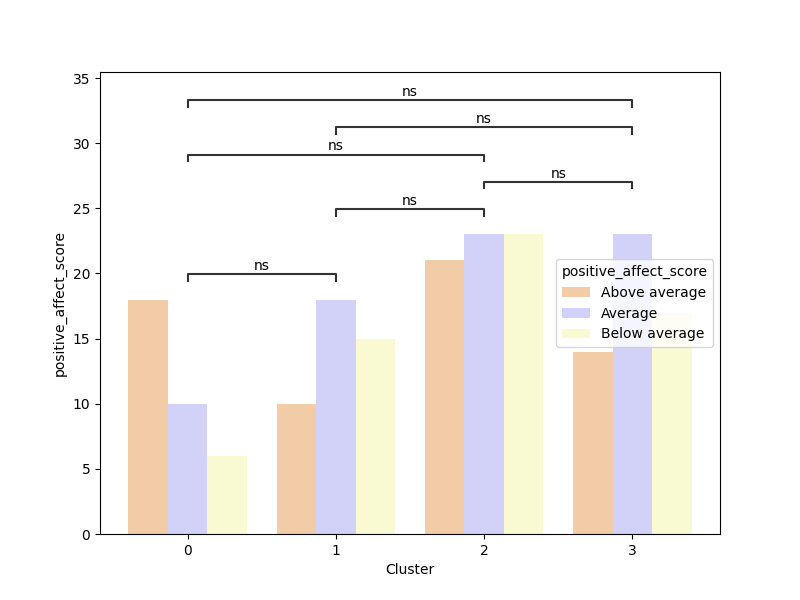 35
30
25
20
15
10
5
0
positive_affect_score
ns
ns
ns
ns
ns
ns
positive_affect_score
Above average
Average
Below average
0 1 2 3
Cluster